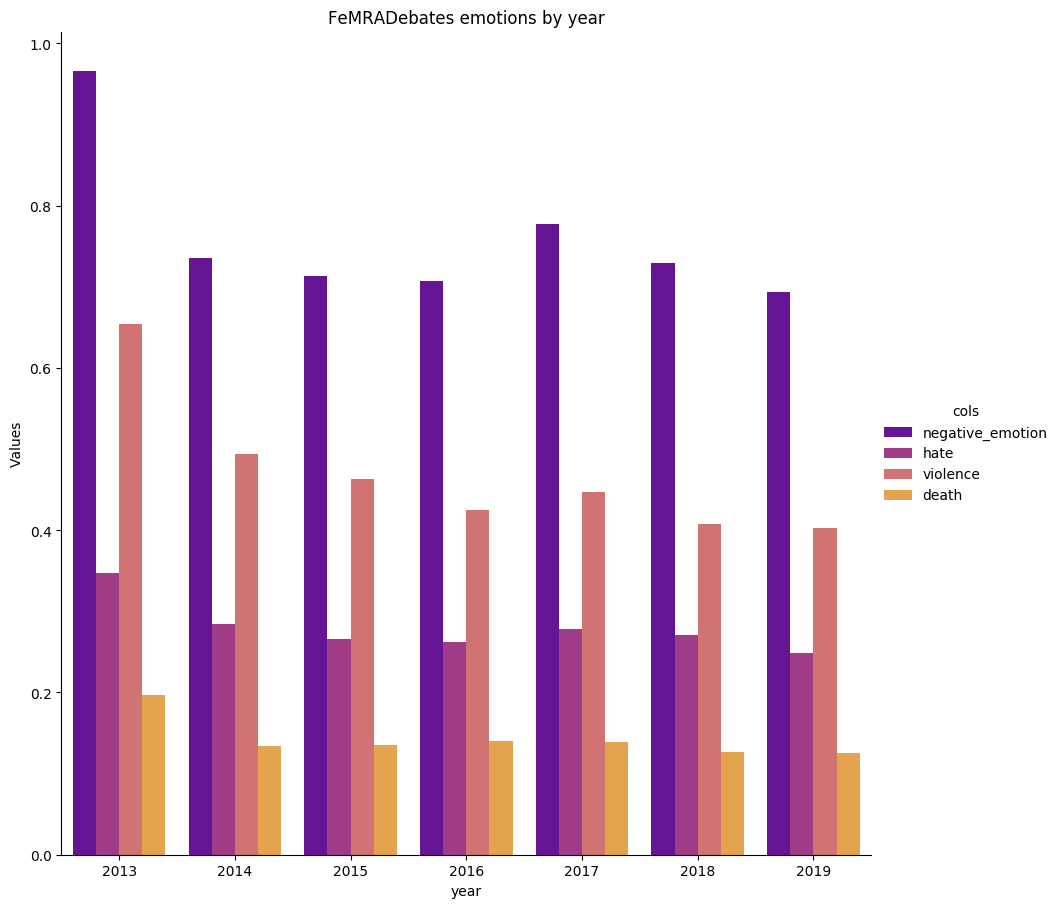 FeMRADebates emotions by year
1.0
0.8
0.6
0.4
0.2
0.0
Values
2013 2014 2015 2016 2017 2018 2019
year
cols
negative_emotion
hate
violence
death